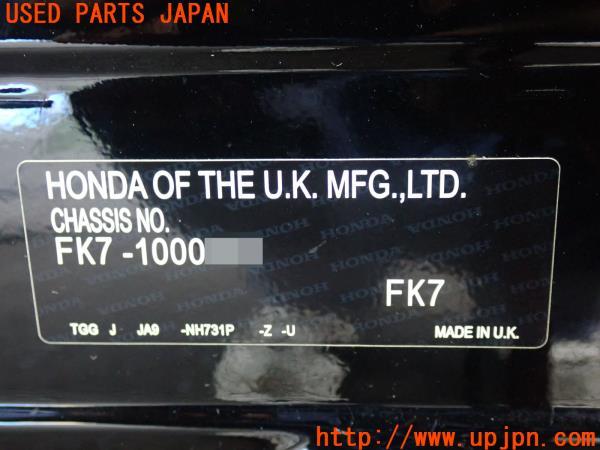 USED PARTS JAPAN
HONDA OF THE U.K. MFG.,LTD.
CHASSIS NO.
FK7 -1000
FK7
TGG J JA9 -NH731P -Z -U MADE IN U.K.
http://www.upjpn.com/